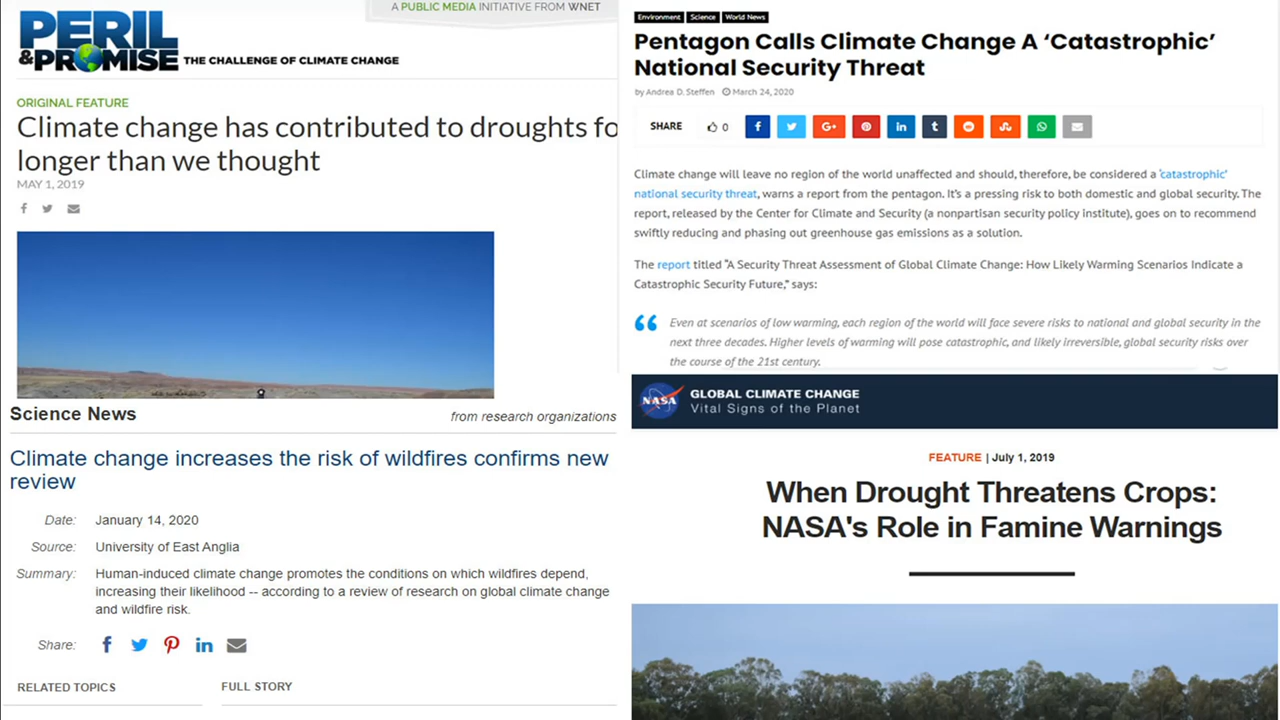 A PUBLIC MEDIA INITIATIVE FROM WNET
PERIL
& PROMISE THE CHALLENGE OF CLIMATE CHANGE
ORIGINAL FEATURE
Climate change has contributed to droughts fo
longer than we thought
MAY 1, 2019
Science News
from research organizations
Climate change increases the risk of wildfires confirms new
review
Date: January 14, 2020
Source: University of East Anglia
Summary: Human-induced climate change promotes the conditions on which wildfires depend,
increasing their likelihood -- according to a review of research on global climate change
and wildfire risk.
Share:
RELATED TOPICS
FULL STORY
Environment Science World News
Pentagon Calls Climate Change A ‘Catastrophic’
National Security Threat
by Andrea D. Steffen March 24, 2020
SHARE 0
Climate change will leave no region of the world unaffected and should, therefore, be considered a ‘catastrophic’
national security threat, warns a report from the pentagon. It’s a pressing risk to both domestic and global security. The
report, released by the Center for Climate and Security (a nonpartisan security policy institute), goes on to recommend
swiftly reducing and phasing out greenhouse gas emissions as a solution.
The report titled “A Security Threat Assessment of Global Climate Change: How Likely Warming Scenarios Indicate a
Catastrophic Security Future,” says:
Even at scenarios of low warming, each region of the world will face severe risks to national and global security in the
next three decades. Higher levels of warming will pose catastrophic, and likely irreversible, global security risks over
the course of the 21st century.
NASA
GLOBAL CLIMATE CHANGE
Vital Signs of the Planet
FEATURE | July 1, 2019
When Drought Threatens Crops:
NASA's Role in Famine Warnings